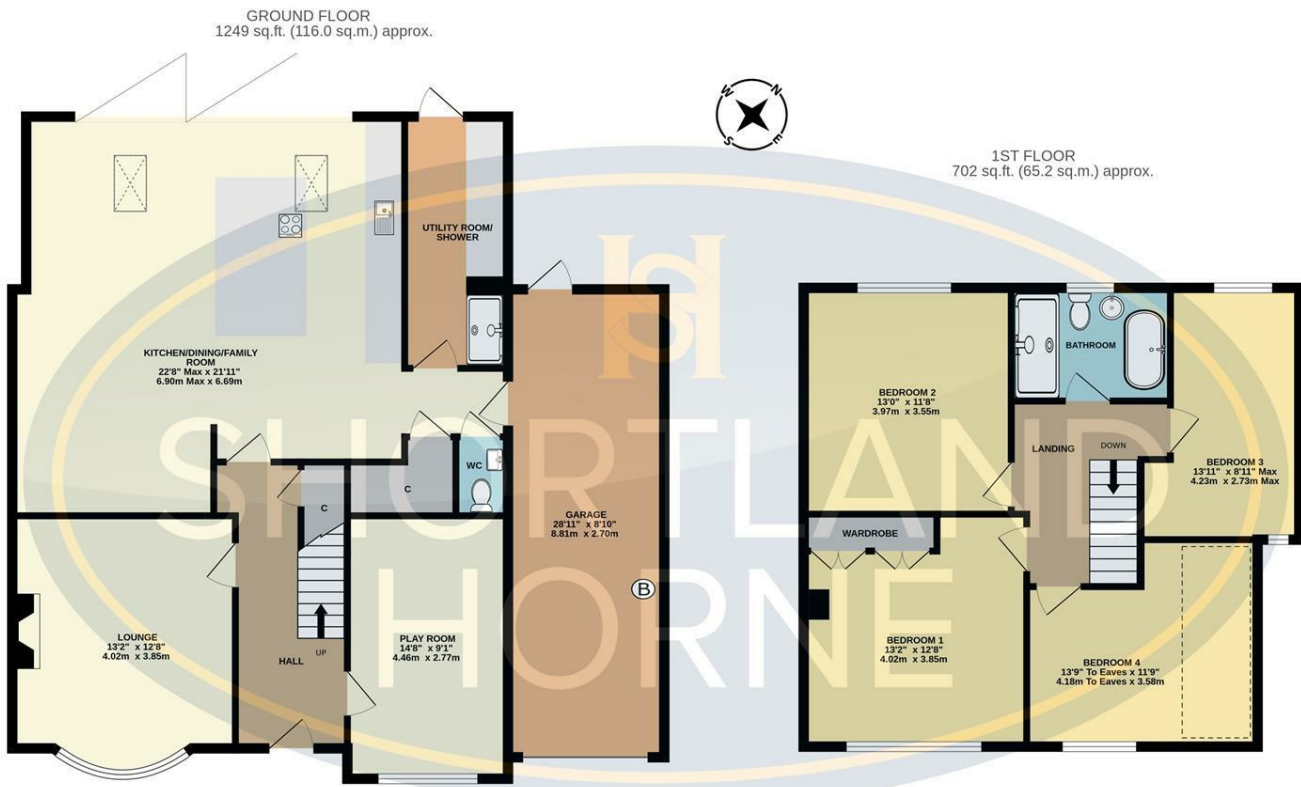 GROUND FLOOR
1249 sq.ft. (116.0 sq.m.) approx.
N
W
E
S
1ST FLOOR
702 sq.ft. (65.2 sq.m.) approx.
UTILITY ROOM/
SHOWER
KITCHEN/DINING/FAMILY
ROOM
22'8" Max x 21'11"
6.90m Max x 6.69m
WC
C
C
GARAGE
28'11" x 8'10"
8.81m x 2.70m
B
LOUNGE
13'2" x 12'8"
4.02m x 3.85m
HALL
UP
PLAY ROOM
14'8" x 9'1"
4.46m x 2.77m
BATHROOM
BEDROOM 2
13'0" x 11'8"
3.97m x 3.55m
LANDING
DOWN
BEDROOM 3
13'11" x 8'11" Max
4.23m x 2.73m Max
WARDROBE
BEDROOM 1
13'2" x 12'8"
4.02m x 3.85m
BEDROOM 4
13'9" To Eaves x 11'9"
4.18m To Eaves x 3.58m
SH
SHORTLAND
HORNE